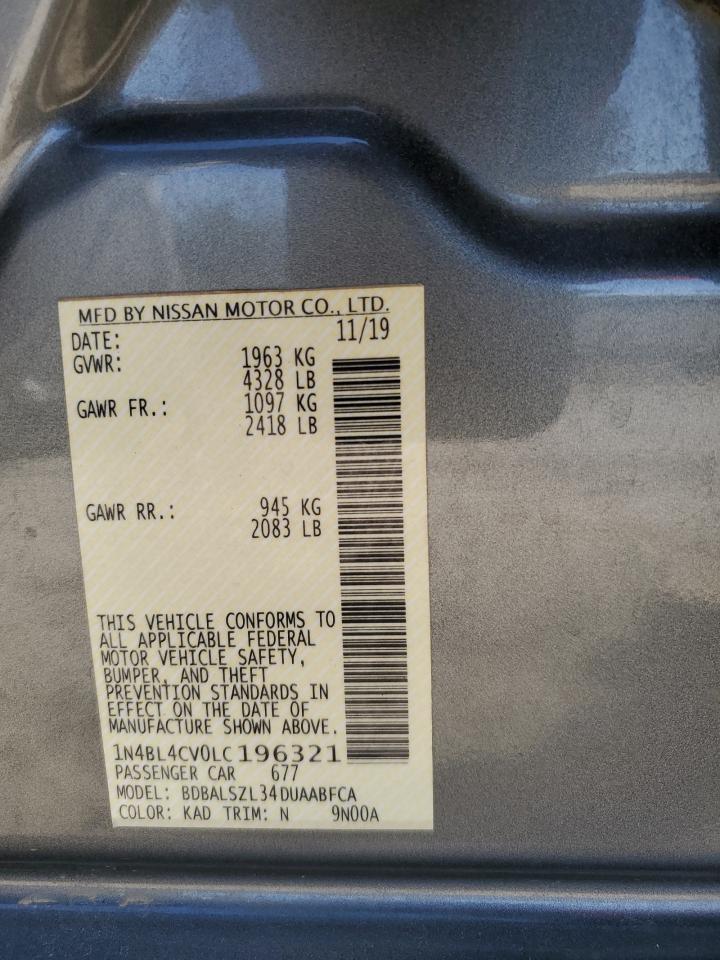 MFD BY NISSAN MOTOR CO., LTD.
DATE: 11/19
GVWR: 1963 KG
4328 LB
GAWR FR.: 1097 KG
2418 LB
GAWR RR.: 945 KG
2083 LB
THIS VEHICLE CONFORMS TO
ALL APPLICABLE FEDERAL
MOTOR VEHICLE SAFETY,
BUMPER, AND THEFT
PREVENTION STANDARDS IN
EFFECT ON THE DATE OF
MANUFACTURE SHOWN ABOVE.
1N4BL4CV0LC196321
PASSENGER CAR 677
MODEL: BDBALSZL34DUAABFCA
COLOR: KAD TRIM: N 9N00A